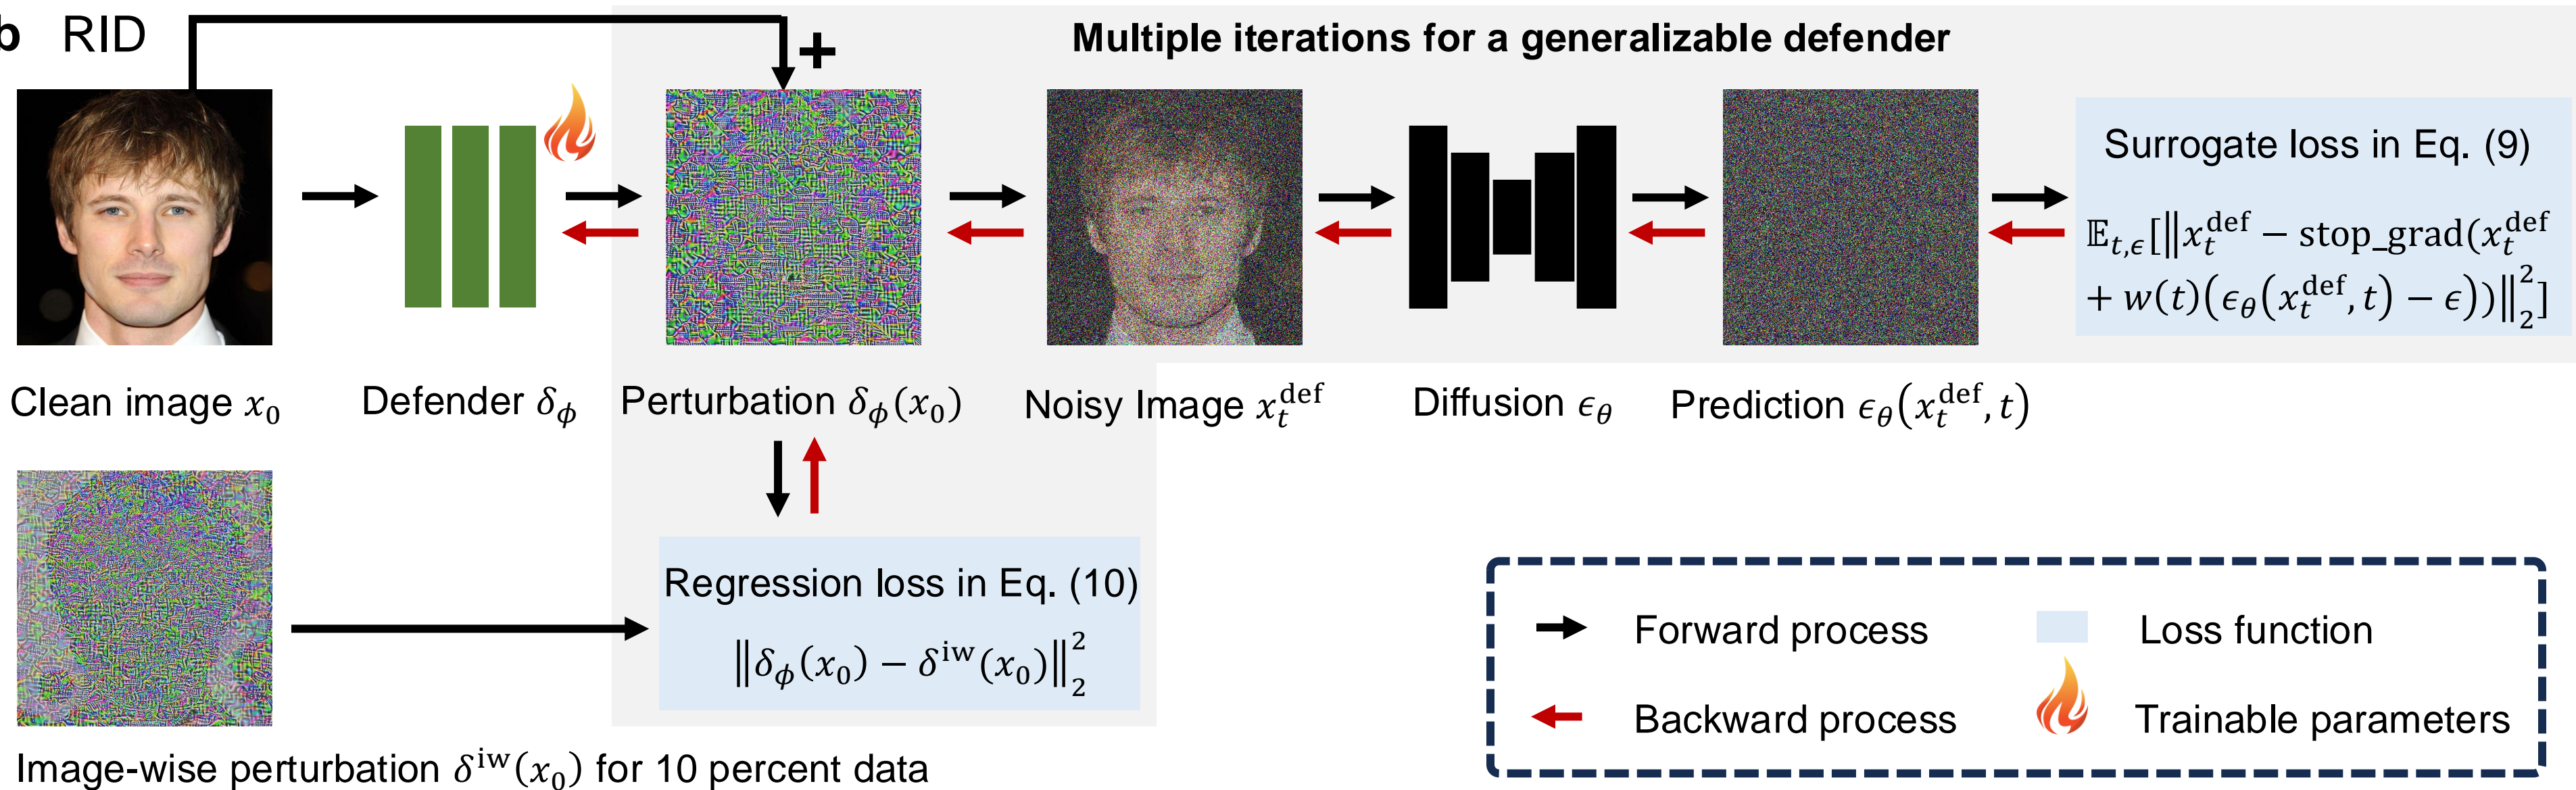 b RID
+
Multiple iterations for a generalizable defender
Surrogate loss in Eq. (9)
𝔼_{t,ϵ}[‖x_t^def − stop_grad(x_t^def
+ w(t)(ϵ_θ(x_t^def, t) − ϵ))‖_2^2]
Clean image x_0
Defender δ_ϕ
Perturbation δ_ϕ(x_0)
Noisy Image x_t^def
Diffusion ϵ_θ
Prediction ϵ_θ(x_t^def, t)
Regression loss in Eq. (10)
‖δ_ϕ(x_0) − δ^iw(x_0)‖_2^2
Image-wise perturbation δ^iw(x_0) for 10 percent data
Forward process
Loss function
Backward process
Trainable parameters